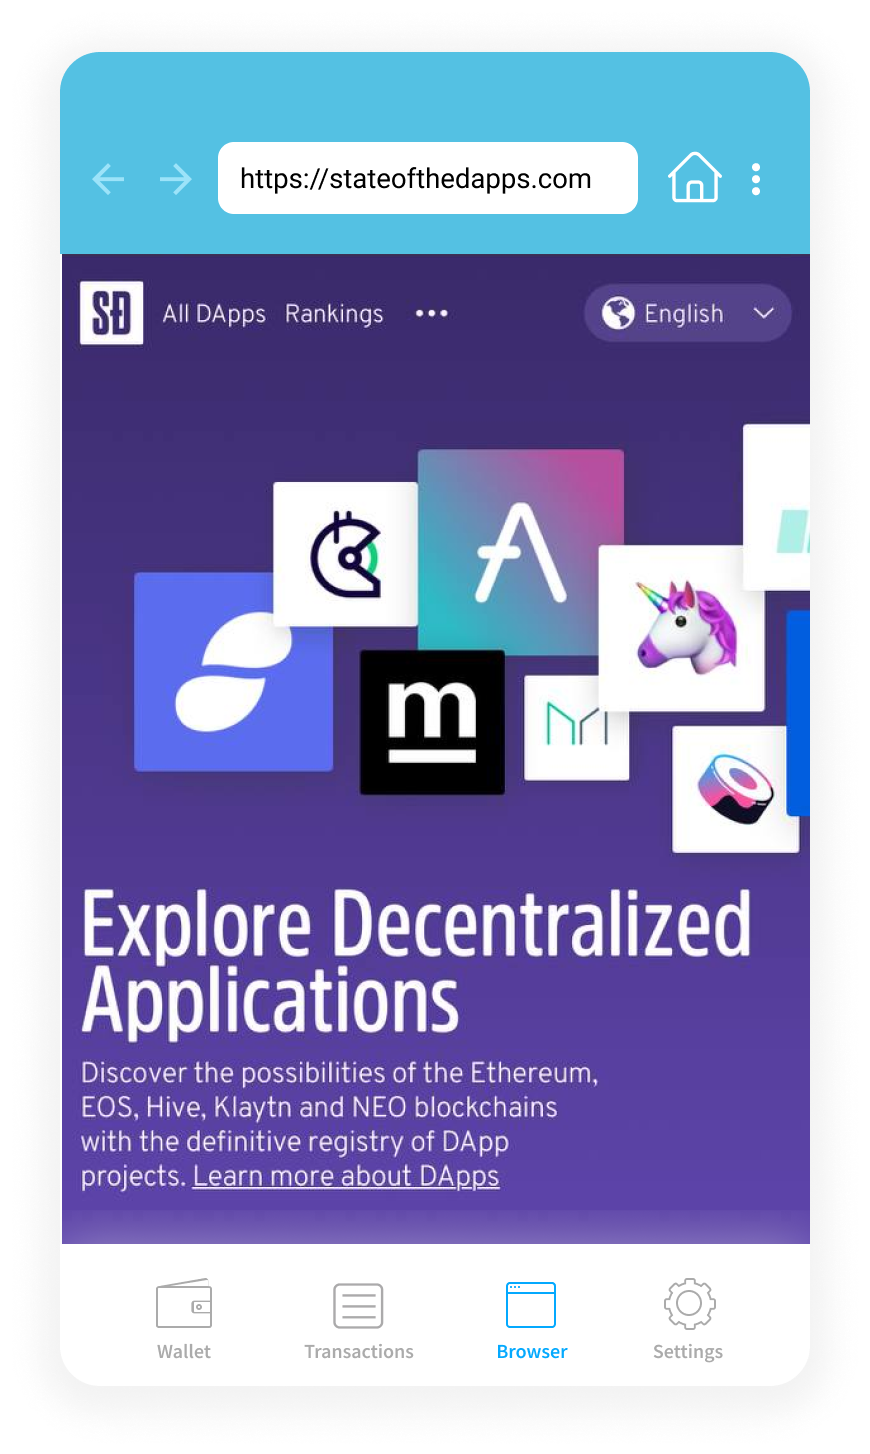 https://stateofthedapps.com
SD All DApps Rankings ••• English
m
Explore Decentralized
Applications
Discover the possibilities of the Ethereum,
EOS, Hive, Klaytn and NEO blockchains
with the definitive registry of DApp
projects. Learn more about DApps
Wallet Transactions Browser Settings